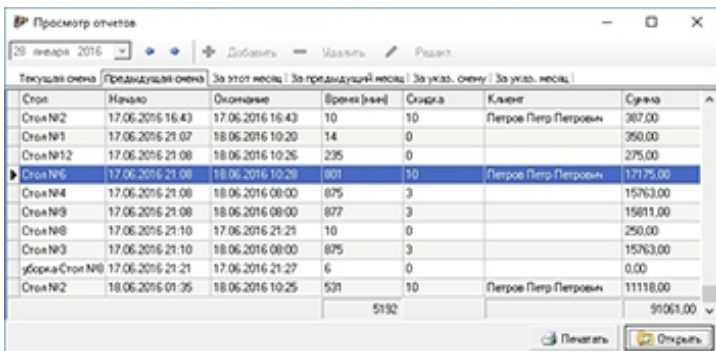 Просмотр отчетов
28 января 2016 Добавить Удалить Редакт.
Текущая смена Предыдущая смена За этот месяц За предыдущий месяц За указ. смену За указ. месяц
Стол Начало Окончание Время [мин] Скидка Клиент Сумма
Стол №2 17.06.2016 16:43 17.06.2016 16:43 10 10 Петров Петр Петрович 387,00
Стол №1 17.06.2016 21:07 18.06.2016 10:20 14 0 350,00
Стол №12 17.06.2016 21:08 18.06.2016 10:26 235 0 275,00
Стол №6 17.06.2016 21:08 18.06.2016 10:28 801 10 Петров Петр Петрович 17175,00
Стол №4 17.06.2016 21:08 18.06.2016 08:00 875 3 15763,00
Стол №9 17.06.2016 21:08 18.06.2016 08:00 877 3 15811,00
Стол №8 17.06.2016 21:10 17.06.2016 21:21 10 0 250,00
Стол №3 17.06.2016 21:10 18.06.2016 08:00 875 3 15763,00
уборка-Стол №8 17.06.2016 21:21 17.06.2016 21:27 6 0 0,00
Стол №2 18.06.2016 01:35 18.06.2016 10:25 531 10 Петров Петр Петрович 11118,00
5192 91061,00
Печатать Открыть